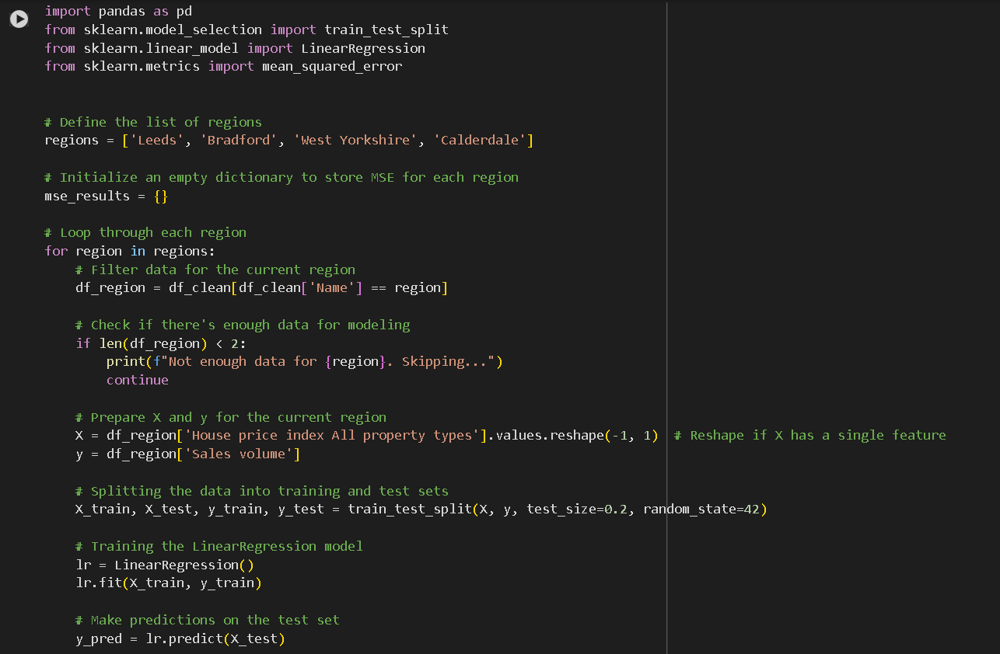 import pandas as pd
from sklearn.model_selection import train_test_split
from sklearn.linear_model import LinearRegression
from sklearn.metrics import mean_squared_error
# Define the list of regions
regions = ['Leeds', 'Bradford', 'West Yorkshire', 'Calderdale']
# Initialize an empty dictionary to store MSE for each region
mse_results = {}
# Loop through each region
for region in regions:
    # Filter data for the current region
    df_region = df_clean[df_clean['Name'] == region]
    # Check if there's enough data for modeling
    if len(df_region) < 2:
        print(f"Not enough data for {region}. Skipping...")
        continue
    # Prepare X and y for the current region
    X = df_region['House price index All property types'].values.reshape(-1, 1)  # Reshape if X has a single feature
    y = df_region['Sales volume']
    # Splitting the data into training and test sets
    X_train, X_test, y_train, y_test = train_test_split(X, y, test_size=0.2, random_state=42)
    # Training the LinearRegression model
    lr = LinearRegression()
    lr.fit(X_train, y_train)
    # Make predictions on the test set
    y_pred = lr.predict(X_test)